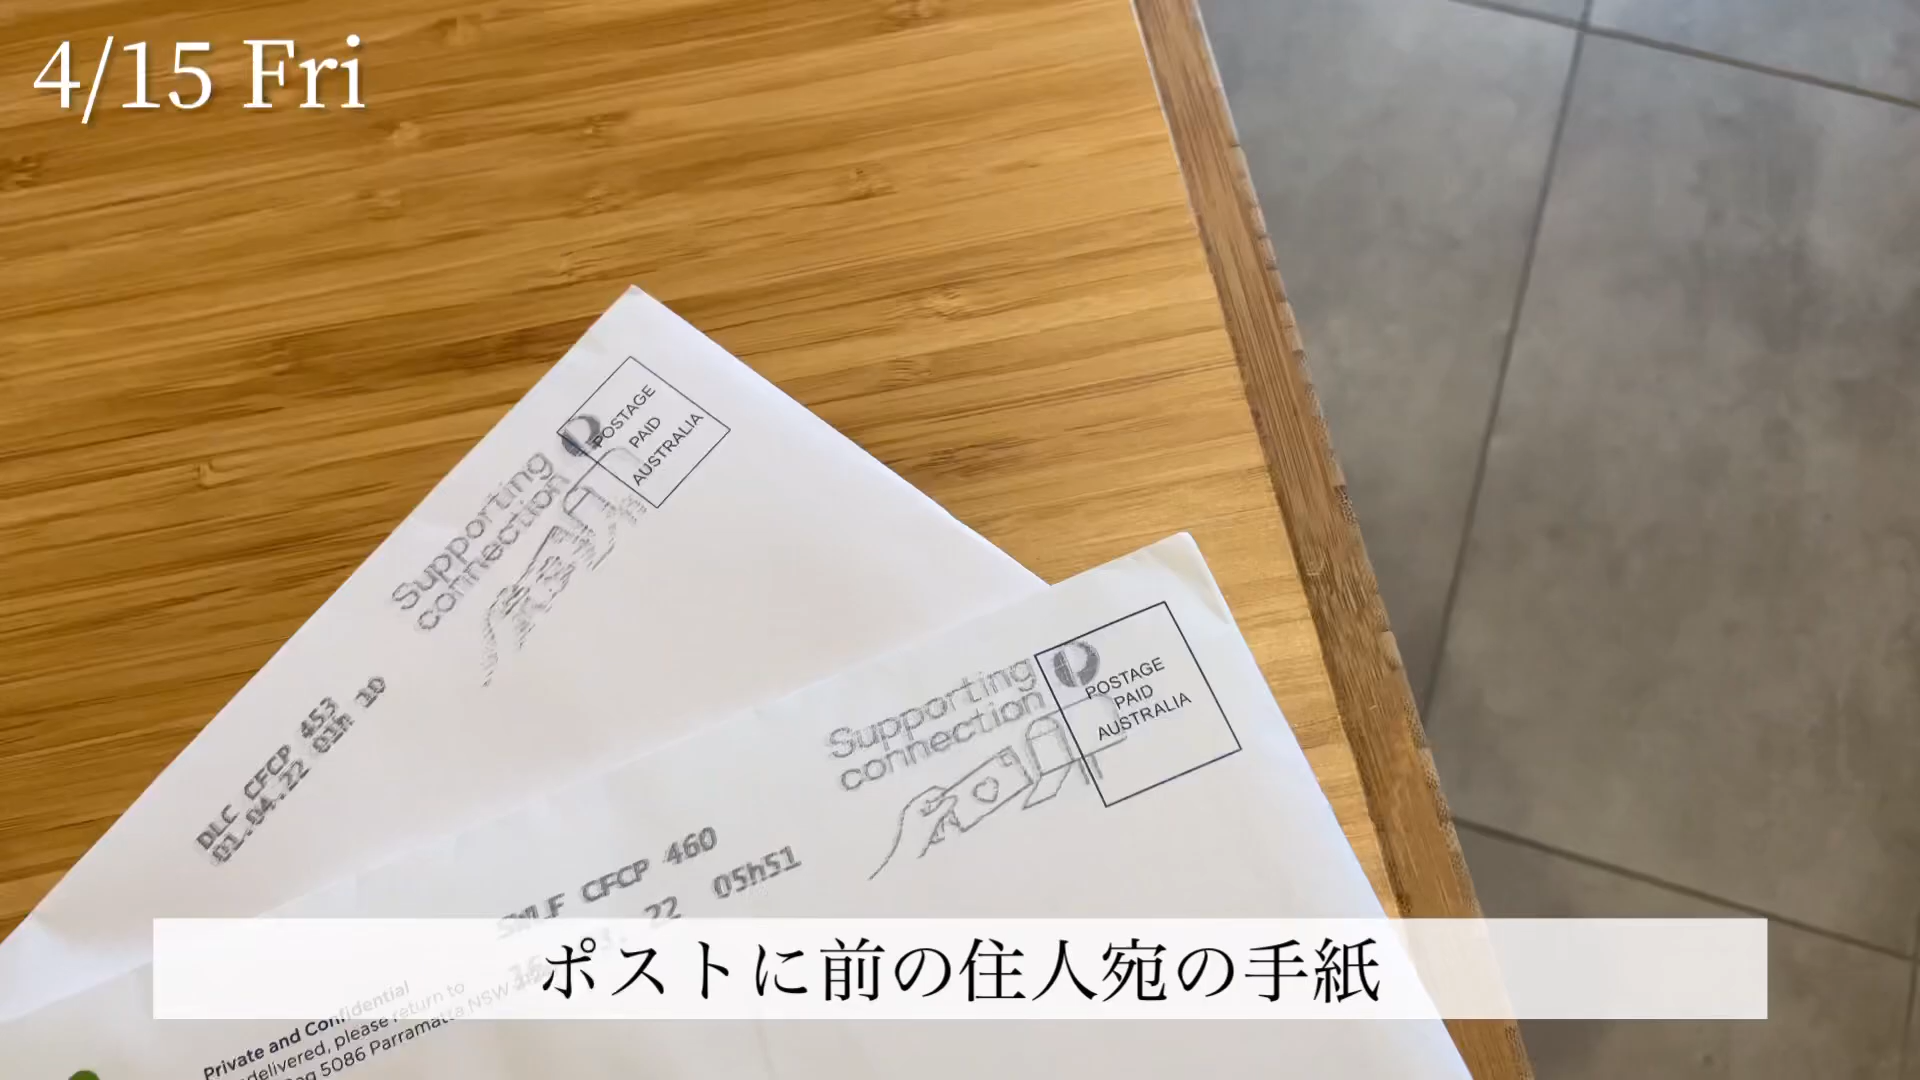 4/15 Fri
POSTAGE
PAID
AUSTRALIA
Supporting
connection
DLC CFCP 453
01.04.22 01h 10
POSTAGE
PAID
AUSTRALIA
Supporting
connection
CFCP 460
22 05h51
ポストに前の住人宛の手紙
Private and Confidential
delivered, please return to
5086 Parramatta NSW